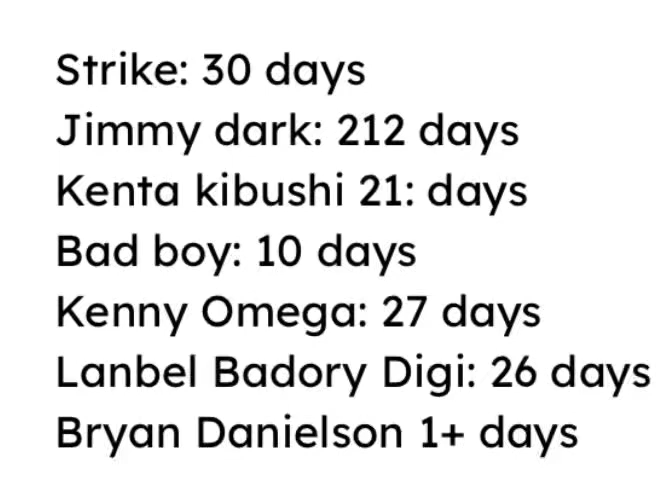 Strike: 30 days
Jimmy dark: 212 days
Kenta kibushi 21: days
Bad boy: 10 days
Kenny Omega: 27 days
Lanbel Badory Digi: 26 days
Bryan Danielson 1+ days